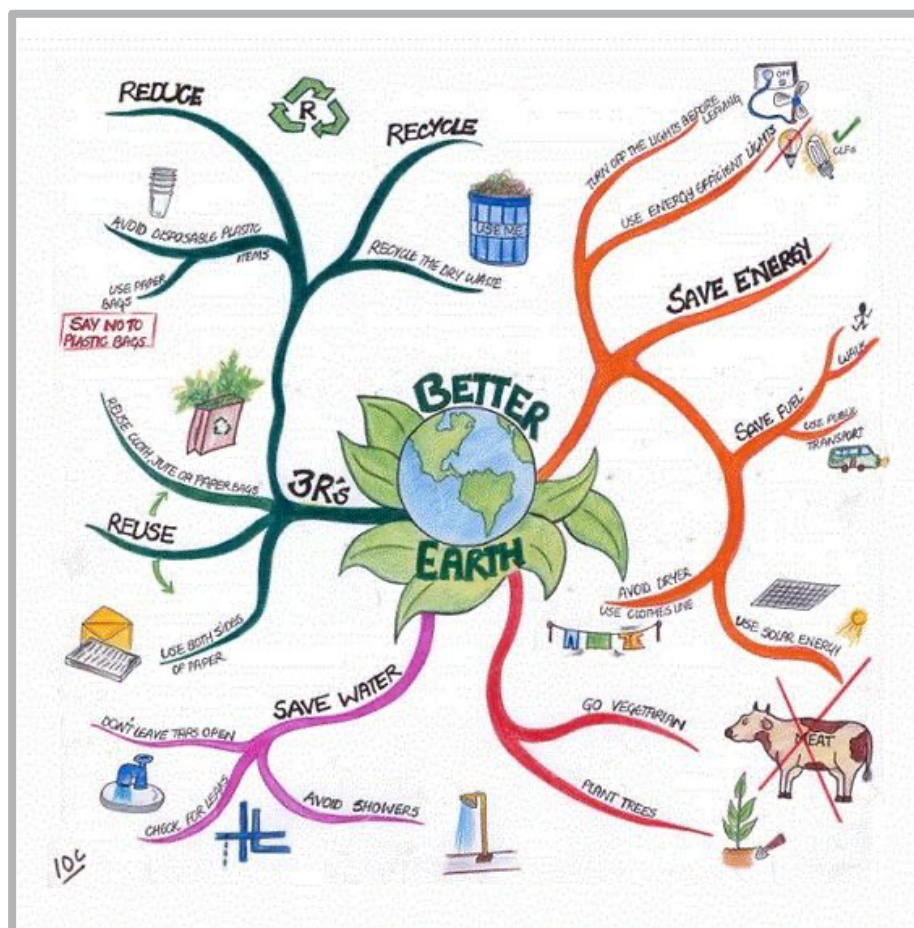 BETTER
EARTH
3R's
REDUCE
R
AVOID DISPOSABLE PLASTIC
ITEMS
USE PAPER
BAGS
SAY NO TO
PLASTIC BAGS
RECYCLE
USE ME
RECYCLE THE DRY WASTE
REUSE CLOTH, JUTE OR PAPER BAGS
REUSE
USE BOTH SIDES
OF PAPER
SAVE ENERGY
TURN OFF THE LIGHTS BEFORE
LEAVING
ON
USE ENERGY EFFICIENT LIGHTS
CLFs
SAVE FUEL
WALK
USE PUBLIC
TRANSPORT
AVOID DRYER
USE CLOTHES LINE
USE SOLAR ENERGY
GO VEGETARIAN
MEAT
PLANT TREES
SAVE WATER
DON'T LEAVE TAPS OPEN
CHECK FOR LEAKS
AVOID SHOWERS